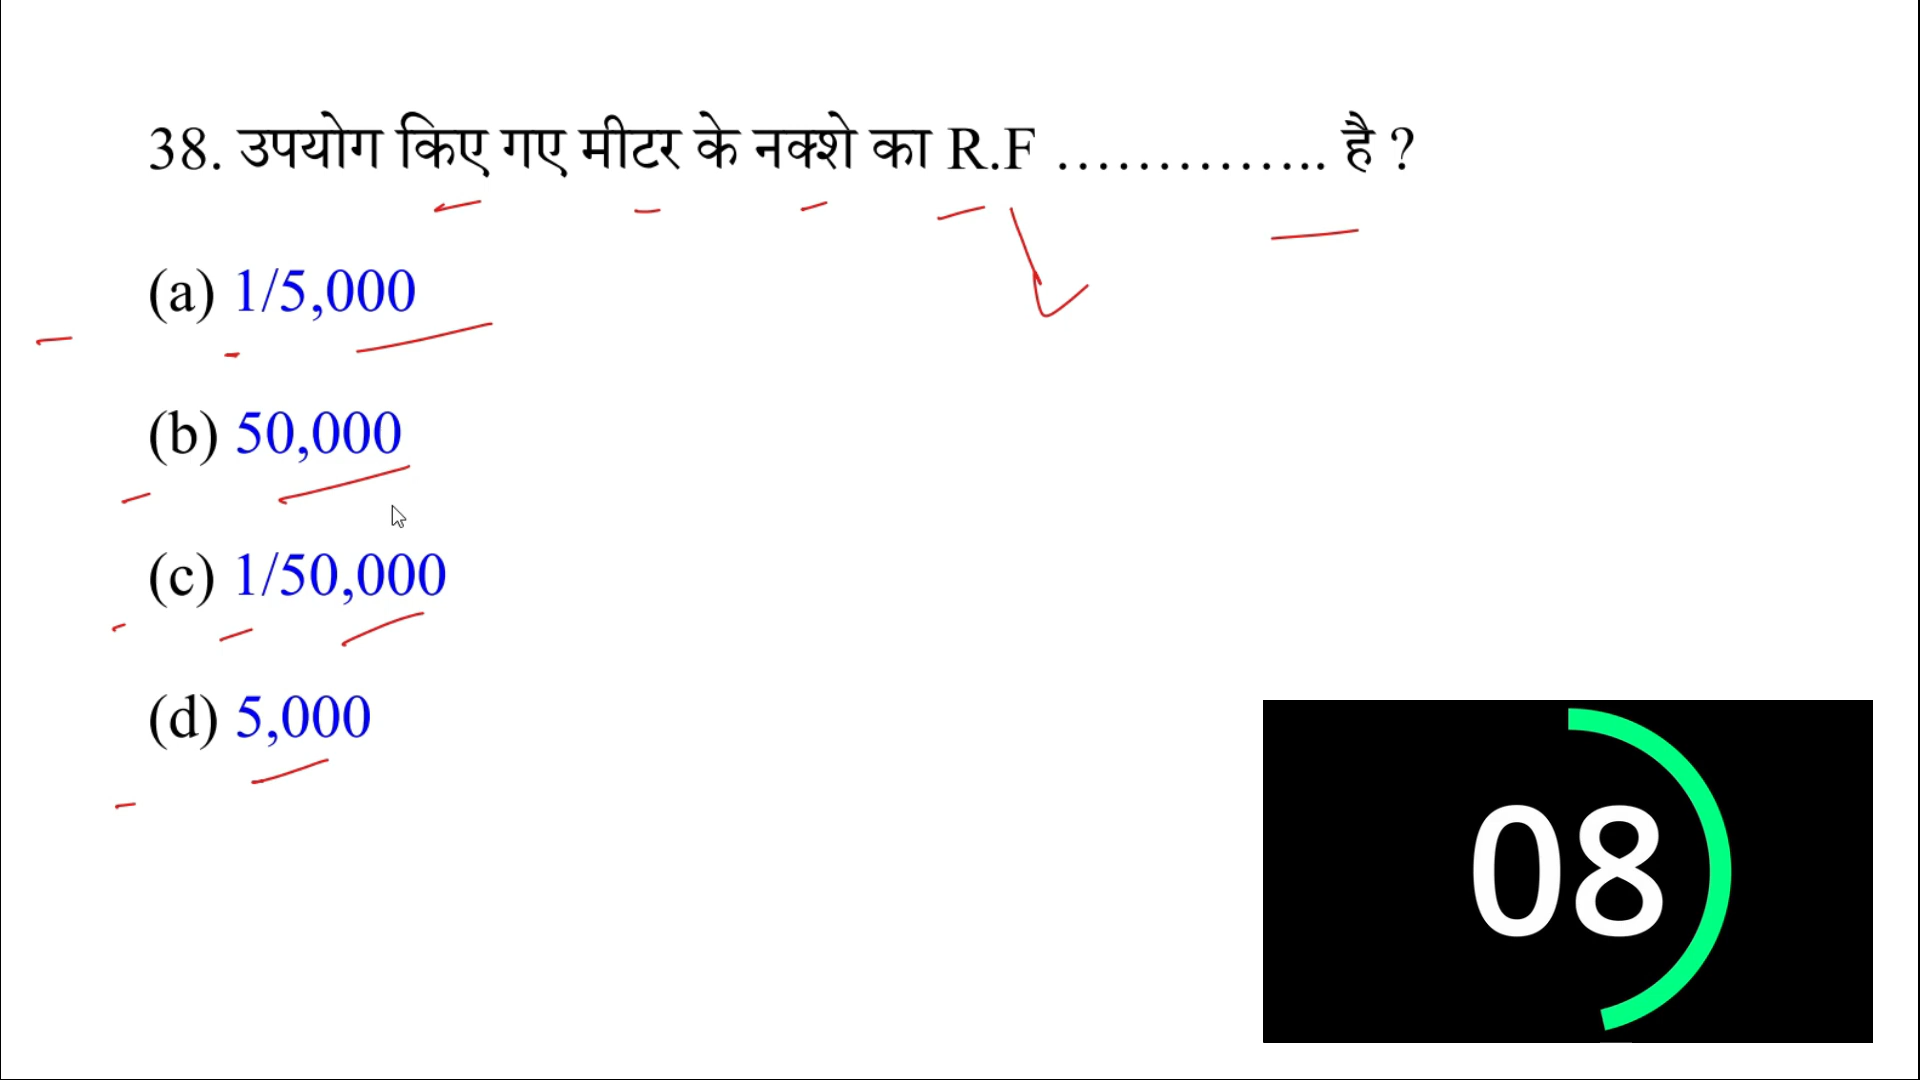 38. उपयोग किए गए मीटर के नक्शे का R.F ………….. है ?
(a) 1/5,000
(b) 50,000
(c) 1/50,000
(d) 5,000
08